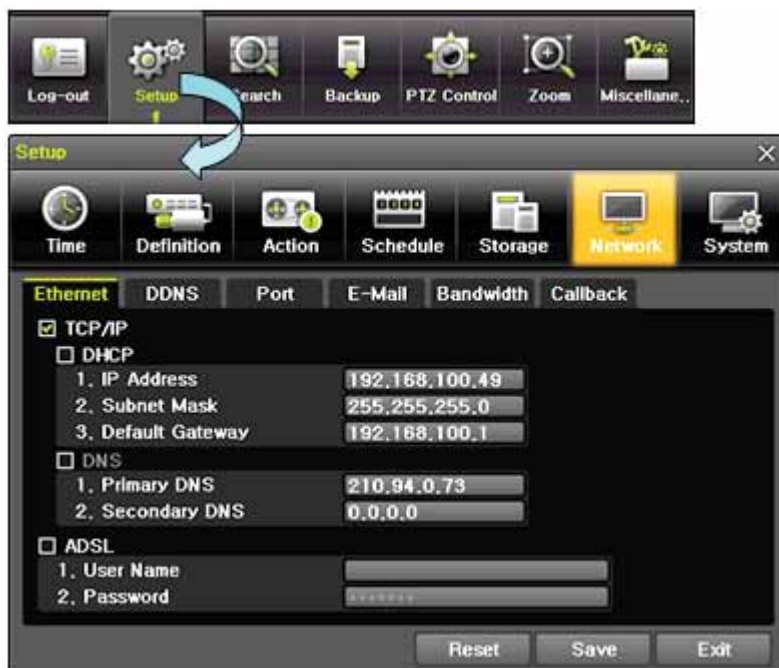 Log-out Setup Search Backup PTZ Control Zoom Miscellane..
Setup
Time Definition Action Schedule Storage Network System
Ethernet DDNS Port E-Mail Bandwidth Callback
TCP/IP
DHCP
1. IP Address 192.168.100.49
2. Subnet Mask 255.255.255.0
3. Default Gateway 192.168.100.1
DNS
1. Primary DNS 210.94.0.73
2. Secondary DNS 0.0.0.0
ADSL
1. User Name
2. Password *******
Reset Save Exit